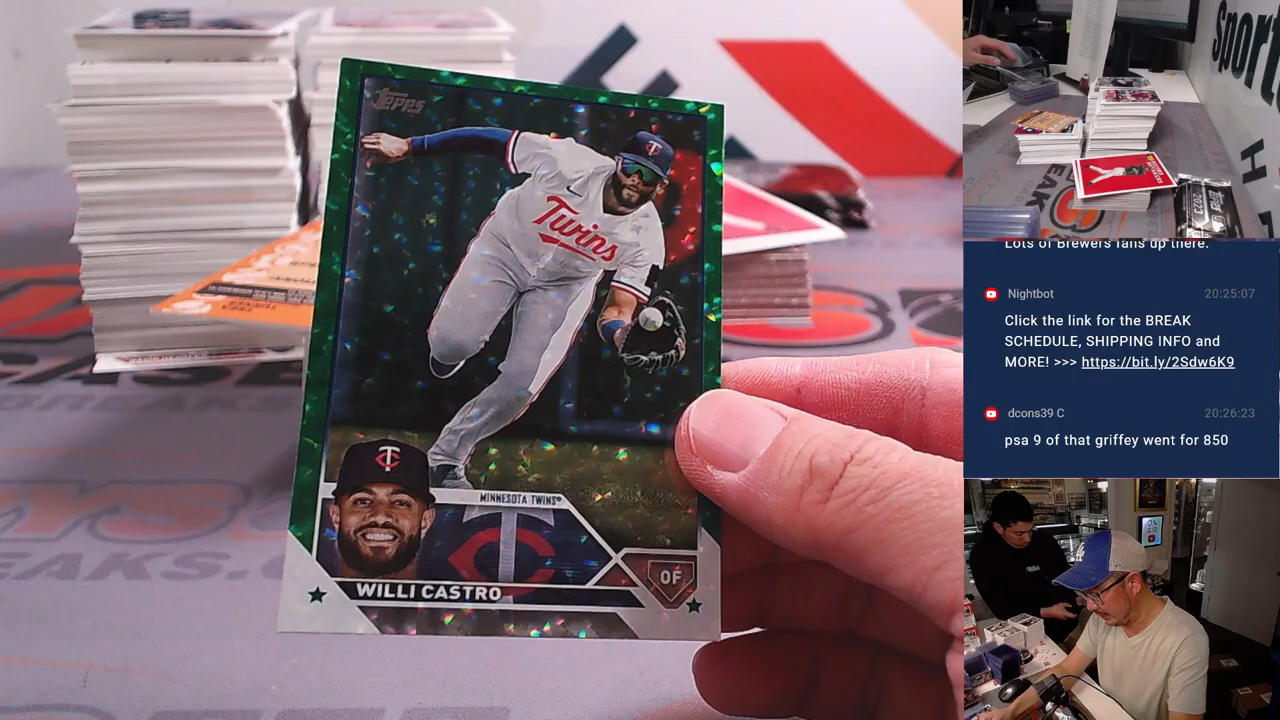 Topps
Twins
MINNESOTA TWINS®
WILLI CASTRO
OF
Sport
H
2023
Lots of Brewers fans up there.
Nightbot 20:25:07
Click the link for the BREAK
SCHEDULE, SHIPPING INFO and
MORE! >>> https://bit.ly/2Sdw6K9
dcons39 C 20:26:23
psa 9 of that griffey went for 850